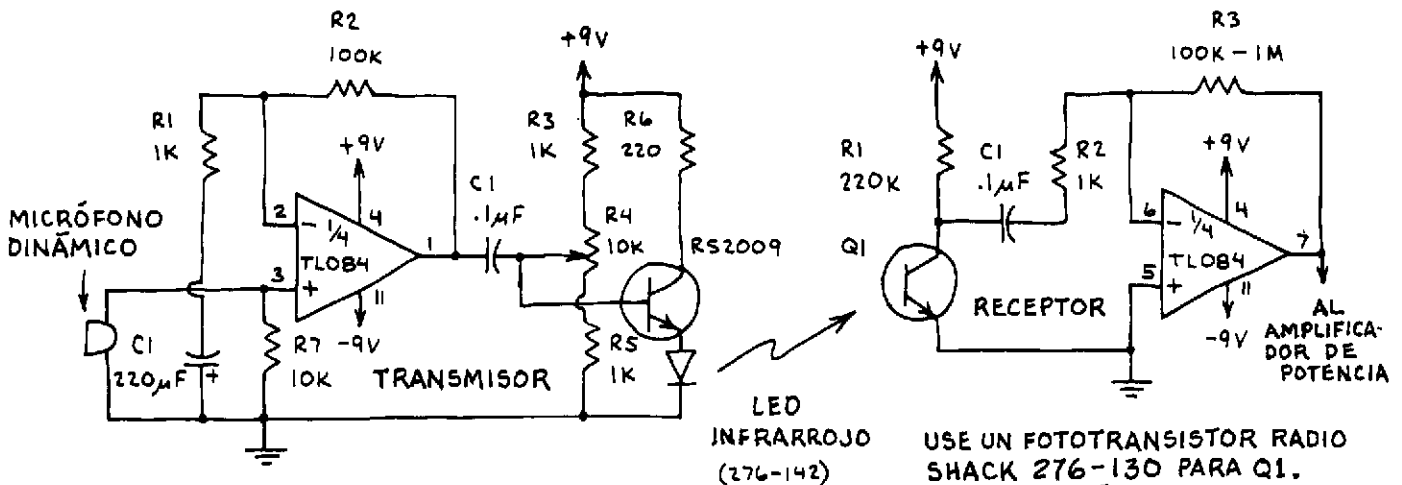 R2
100K
+9V
R1
1K
+9V
R3
1K
R6
220
C1
.1µF
MICRÓFONO
DINÁMICO
2
-
1/4
4
TL084
1
3
+
11
-9V
R4
10K
RS2009
C1
220µF
+
R7
10K
R5
1K
TRANSMISOR
LED
INFRARROJO
(276-142)
+9V
R3
100K - 1M
R1
220K
C1
.1µF
R2
1K
+9V
Q1
6
-
1/4
4
TL084
7
5
+
11
-9V
RECEPTOR
AL
AMPLIFICA-
DOR DE
POTENCIA
USE UN FOTOTRANSISTOR RADIO
SHACK 276-130 PARA Q1.